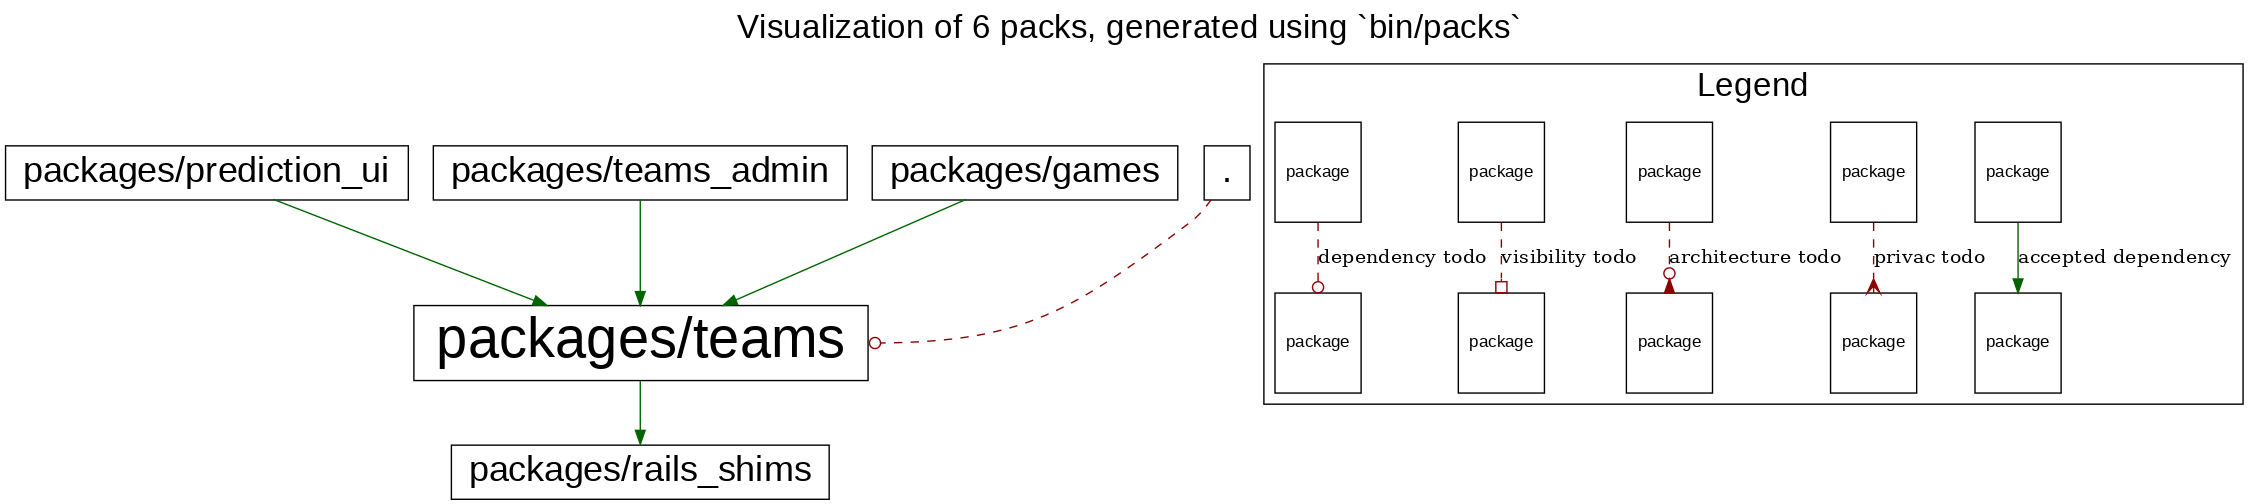 Visualization of 6 packs, generated using `bin/packs`
Legend
packages/prediction_ui
packages/teams_admin
packages/games
.
package
package
package
package
package
dependency todo
visibility todo
architecture todo
privac todo
accepted dependency
packages/teams
package
package
package
package
package
packages/rails_shims